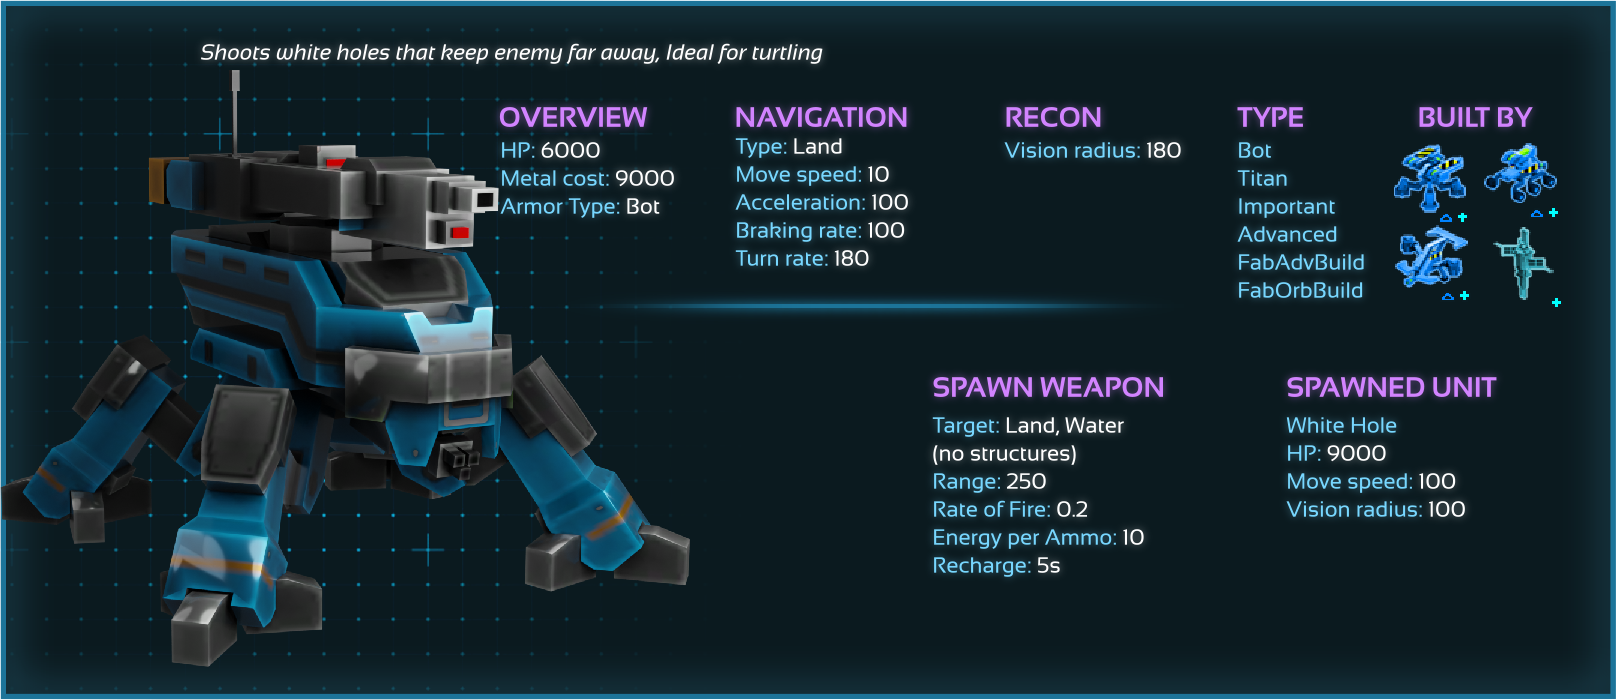 Shoots white holes that keep enemy far away, Ideal for turtling
OVERVIEW
HP: 6000
Metal cost: 9000
Armor Type: Bot
NAVIGATION
Type: Land
Move speed: 10
Acceleration: 100
Braking rate: 100
Turn rate: 180
RECON
Vision radius: 180
TYPE
Bot
Titan
Important
Advanced
FabAdvBuild
FabOrbBuild
BUILT BY
SPAWN WEAPON
Target: Land, Water
(no structures)
Range: 250
Rate of Fire: 0.2
Energy per Ammo: 10
Recharge: 5s
SPAWNED UNIT
White Hole
HP: 9000
Move speed: 100
Vision radius: 100